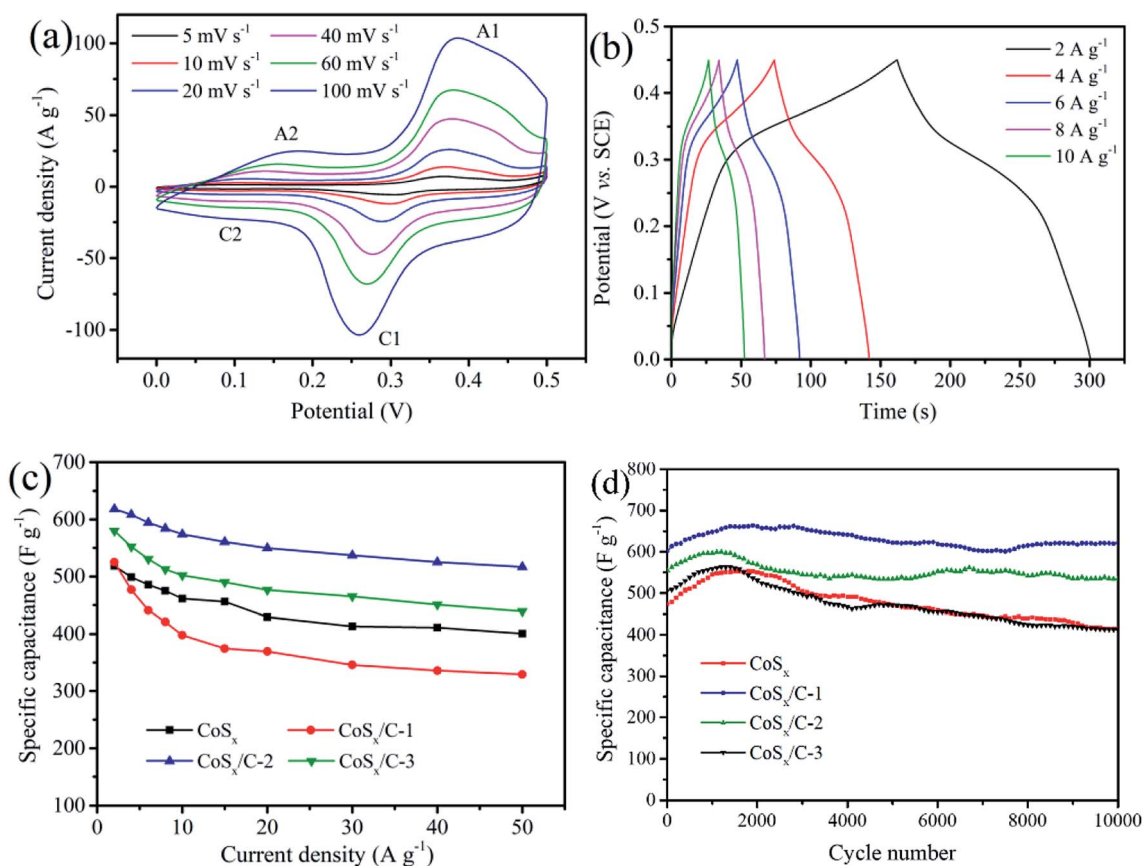 (a)
5 mV s⁻¹ 40 mV s⁻¹
10 mV s⁻¹ 60 mV s⁻¹
20 mV s⁻¹ 100 mV s⁻¹
A1
A2
C2
C1
100
50
0
-50
-100
Current density (A g⁻¹)
0.0 0.1 0.2 0.3 0.4 0.5
Potential (V)
(b)
2 A g⁻¹
4 A g⁻¹
6 A g⁻¹
8 A g⁻¹
10 A g⁻¹
0.5
0.4
0.3
0.2
0.1
0.0
Potential (V vs. SCE)
0 50 100 150 200 250 300
Time (s)
(c)
700
600
500
400
300
200
100
Specific capacitance (F g⁻¹)
CoSₓ CoSₓ/C-1
CoSₓ/C-2 CoSₓ/C-3
0 10 20 30 40 50
Current density (A g⁻¹)
(d)
800
700
600
500
400
300
200
100
0
Specific capacitance (F g⁻¹)
CoSₓ
CoSₓ/C-1
CoSₓ/C-2
CoSₓ/C-3
0 2000 4000 6000 8000 10000
Cycle number